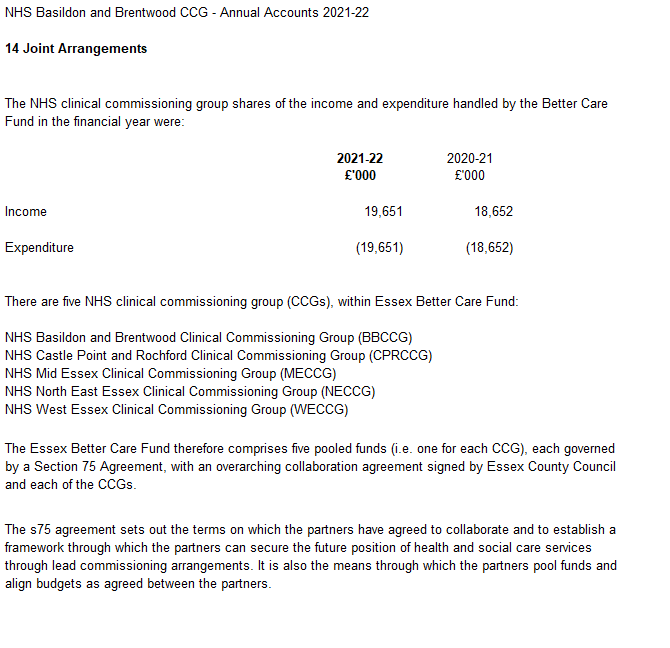 NHS Basildon and Brentwood CCG - Annual Accounts 2021-22
14 Joint Arrangements
The NHS clinical commissioning group shares of the income and expenditure handled by the Better Care
Fund in the financial year were:
2021-22 2020-21
£'000 £'000
Income 19,651 18,652
Expenditure (19,651) (18,652)
There are five NHS clinical commissioning group (CCGs), within Essex Better Care Fund:
NHS Basildon and Brentwood Clinical Commissioning Group (BBCCG)
NHS Castle Point and Rochford Clinical Commissioning Group (CPRCCG)
NHS Mid Essex Clinical Commissioning Group (MECCG)
NHS North East Essex Clinical Commissioning Group (NECCG)
NHS West Essex Clinical Commissioning Group (WECCG)
The Essex Better Care Fund therefore comprises five pooled funds (i.e. one for each CCG), each governed
by a Section 75 Agreement, with an overarching collaboration agreement signed by Essex County Council
and each of the CCGs.
The s75 agreement sets out the terms on which the partners have agreed to collaborate and to establish a
framework through which the partners can secure the future position of health and social care services
through lead commissioning arrangements. It is also the means through which the partners pool funds and
align budgets as agreed between the partners.